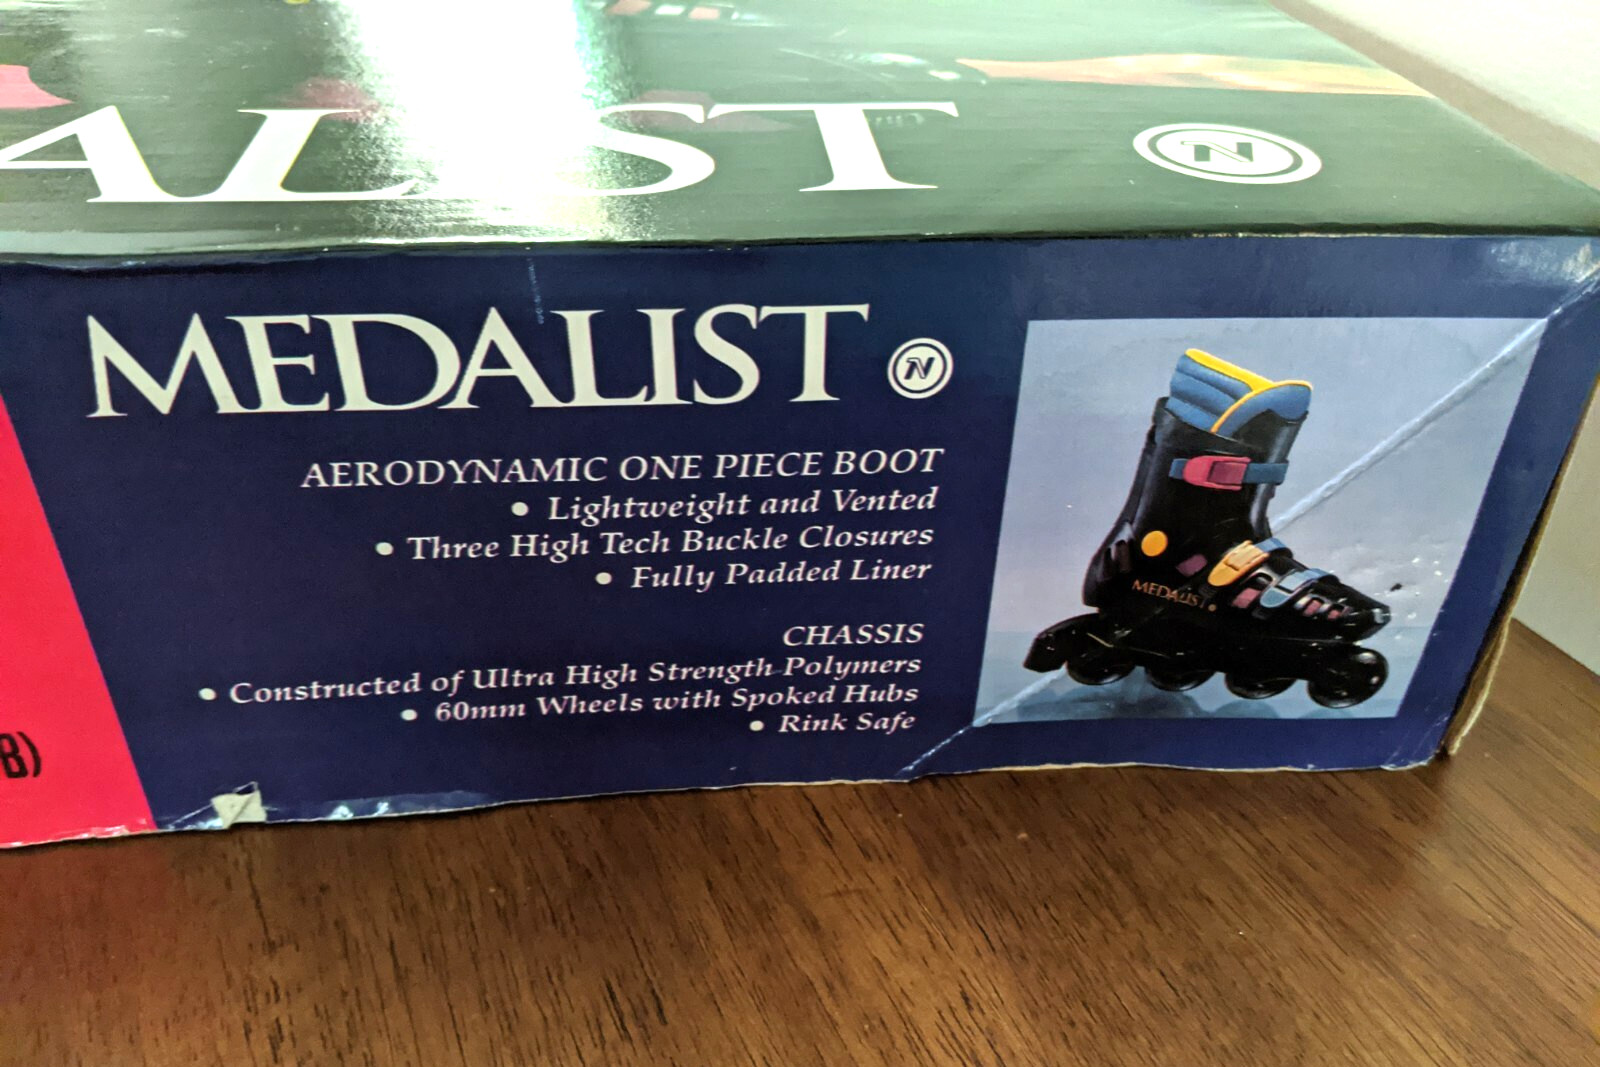 ALIST N
MEDALIST N
AERODYNAMIC ONE PIECE BOOT
• Lightweight and Vented
• Three High Tech Buckle Closures
• Fully Padded Liner
CHASSIS
• Constructed of Ultra High Strength Polymers
• 60mm Wheels with Spoked Hubs
• Rink Safe
MEDALIST
B)